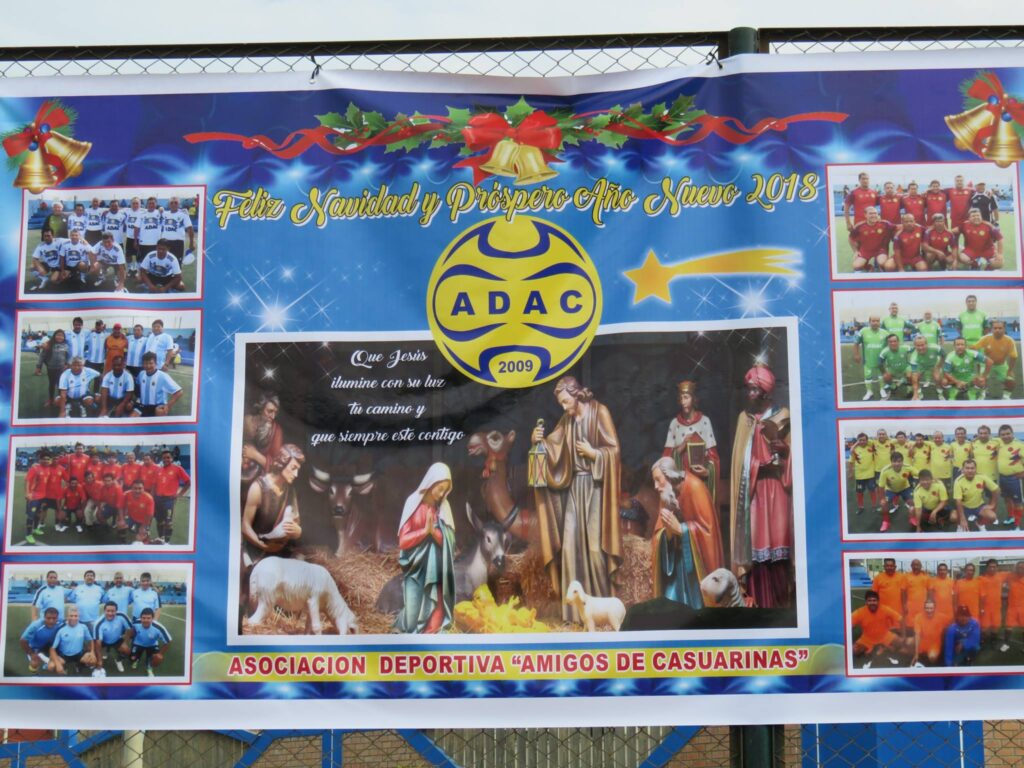 Feliz Navidad y Próspero Año Nuevo 2018
ADAC
2009
Que Jesús
ilumine con su luz
tu camino y
que siempre este contigo
ASOCIACION DEPORTIVA "AMIGOS DE CASUARINAS"
ADAC